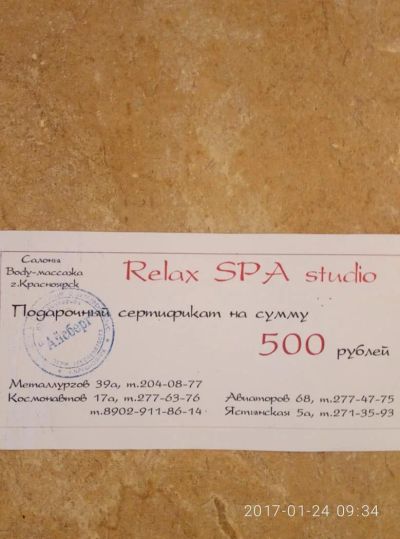 Салоны
Body-массажа
г.Красноярск
Relax SPA studio
Подарочный сертификат на сумму
500 рублей
Айсберг
Металлургов 39а, т.204-08-77
Космонавтов 17а, т.277-63-76
т.8902-911-86-14
Авиаторов 68, т.277-47-75
Ястынская 5а, т.271-35-93
2017-01-24 09:34